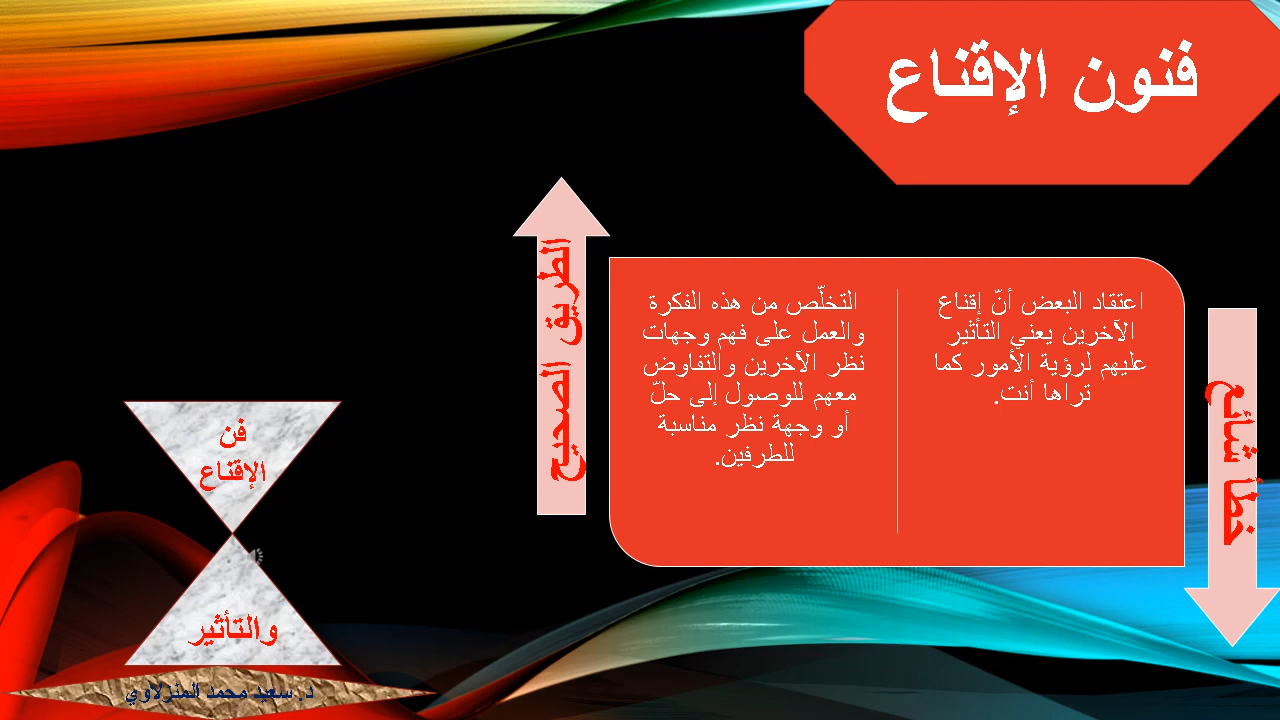 فنون الإقناع
خطأ شائع
اعتقاد البعض أنّ إقناع
الآخرين يعني التأثير
عليهم لرؤية الأمور كما
تراها أنت.
الطريق الصحيح
التخلّص من هذه الفكرة
والعمل على فهم وجهات
نظر الآخرين والتفاوض
معهم للوصول إلى حلّ
أو وجهة نظر مناسبة
للطرفين.
فن
الإقناع
والتأثير
د. سعيد محمد المنزلاوي